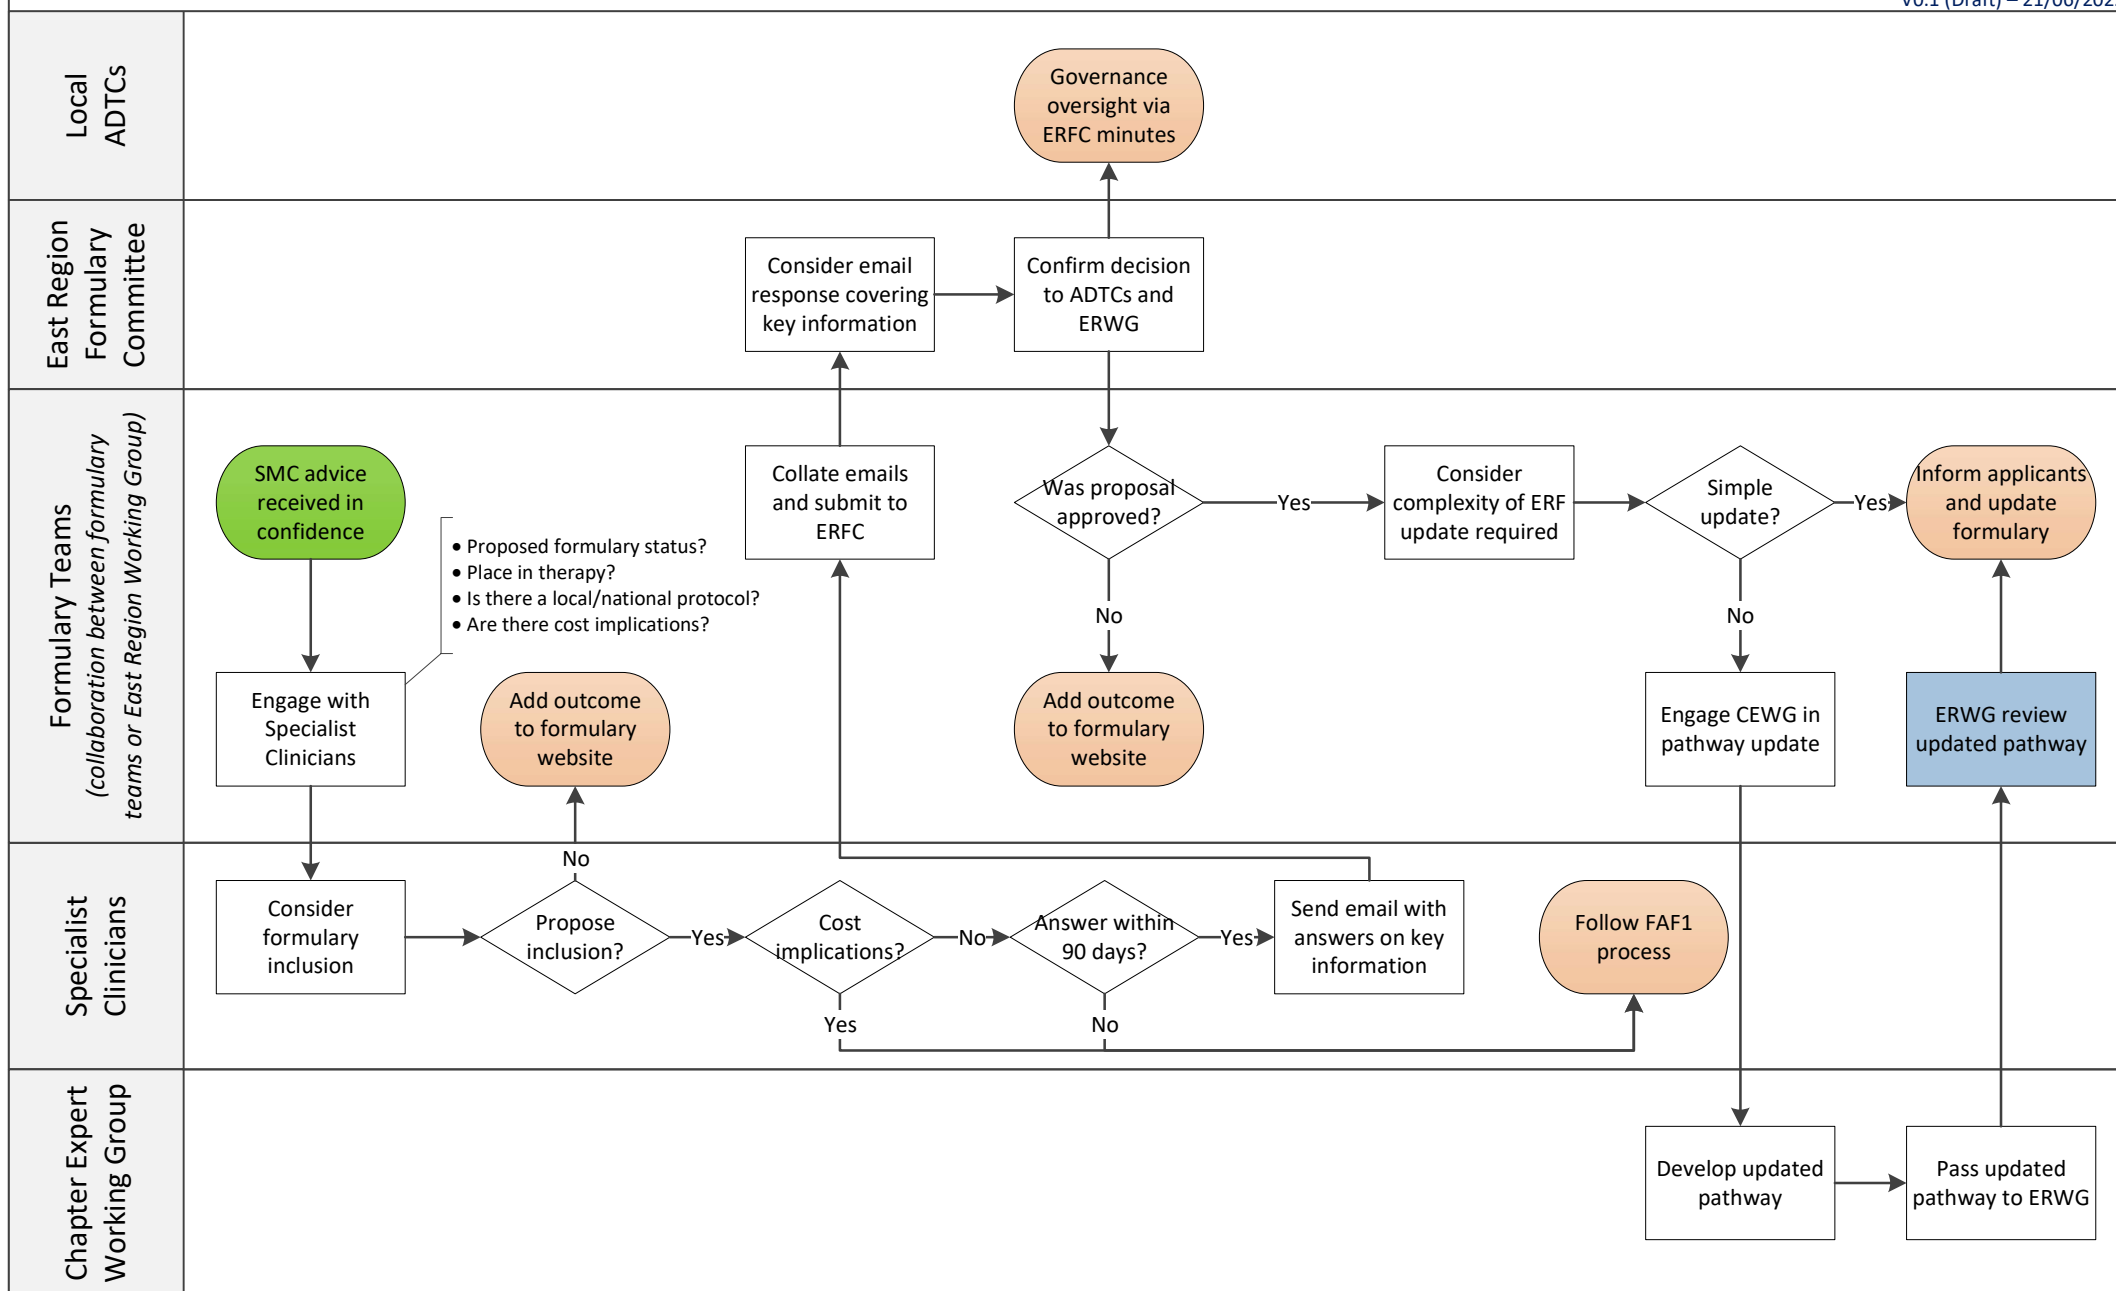 Local
ADTCs
Governance
oversight via
ERFC minutes
East Region
Formulary
Committee
Consider email
response covering
key information
Confirm decision
to ADTCs and
ERWG
Formulary Teams
(collaboration between formulary
teams or East Region Working Group)
SMC advice
received in
confidence
• Proposed formulary status?
• Place in therapy?
• Is there a local/national protocol?
• Are there cost implications?
Engage with
Specialist
Clinicians
Add outcome
to formulary
website
Collate emails
and submit to
ERFC
Was proposal
approved?
Yes
No
Add outcome
to formulary
website
Consider
complexity of ERF
update required
Simple
update?
Yes
No
Inform applicants
and update
formulary
Engage CEWG in
pathway update
ERWG review
updated pathway
Specialist
Clinicians
Consider
formulary
inclusion
No
Propose
inclusion?
Yes
Cost
implications?
No
Yes
Answer within
90 days?
Yes
No
Send email with
answers on key
information
Follow FAF1
process
Chapter Expert
Working Group
Develop updated
pathway
Pass updated
pathway to ERWG